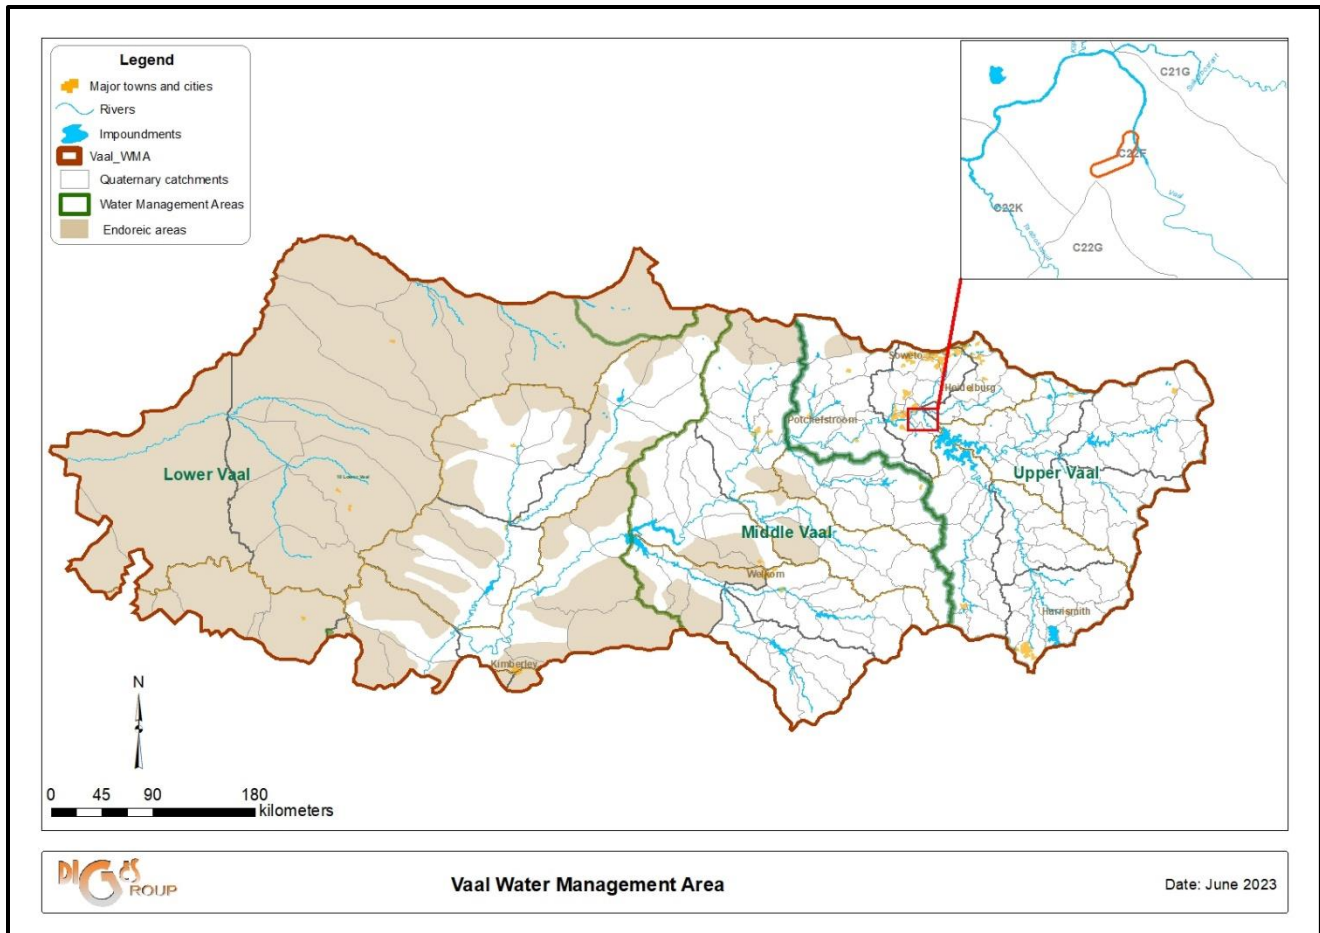 Legend
Major towns and cities
Rivers
Impoundments
Vaal_WMA
Quaternary catchments
Water Management Areas
Endoreic areas
C21G
C22F
Vaal
C22K
C22G
Soweto
Heidelburg
Potchefstroom
Lower Vaal
Upper Vaal
Middle Vaal
Welkom
Harrismith
Kimberley
N
0 45 90 180
kilometers
DIGES
GROUP
Vaal Water Management Area
Date: June 2023